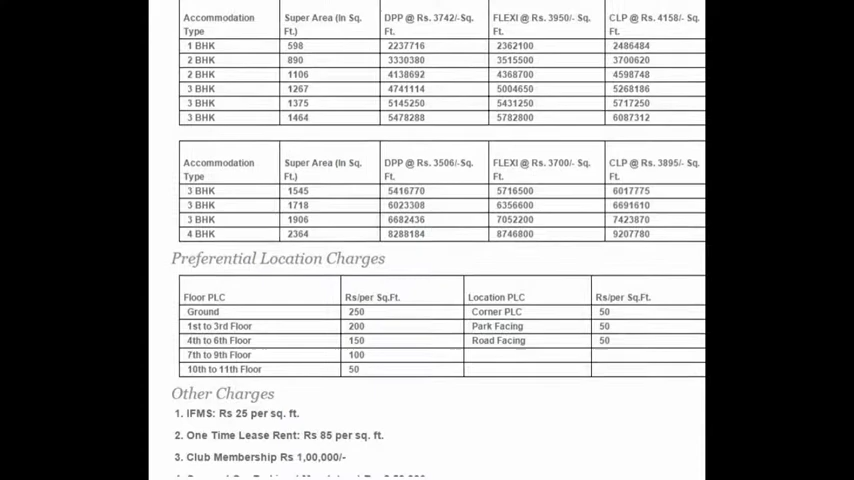 Accommodation Type Super Area (In Sq. Ft.) DPP @ Rs. 3742/-Sq. Ft. FLEXI @ Rs. 3950/- Sq. Ft. CLP @ Rs. 4158/- Sq. Ft.
1 BHK 598 2237716 2362100 2486484
2 BHK 890 3330380 3515500 3700620
2 BHK 1106 4138692 4368700 4598748
3 BHK 1267 4741114 5004650 5268186
3 BHK 1375 5145250 5431250 5717250
3 BHK 1464 5478288 5782800 6087312
Accommodation Type Super Area (In Sq. Ft.) DPP @ Rs. 3506/-Sq. Ft. FLEXI @ Rs. 3700/- Sq. Ft. CLP @ Rs. 3895/- Sq. Ft.
3 BHK 1545 5416770 5716500 6017775
3 BHK 1718 6023308 6356600 6691610
3 BHK 1906 6682436 7052200 7423870
4 BHK 2364 8288184 8746800 9207780
Preferential Location Charges
Floor PLC Rs/per Sq.Ft. Location PLC Rs/per Sq.Ft.
Ground 250 Corner PLC 50
1st to 3rd Floor 200 Park Facing 50
4th to 6th Floor 150 Road Facing 50
7th to 9th Floor 100
10th to 11th Floor 50
Other Charges
1. IFMS: Rs 25 per sq. ft.
2. One Time Lease Rent: Rs 85 per sq. ft.
3. Club Membership Rs 1,00,000/-